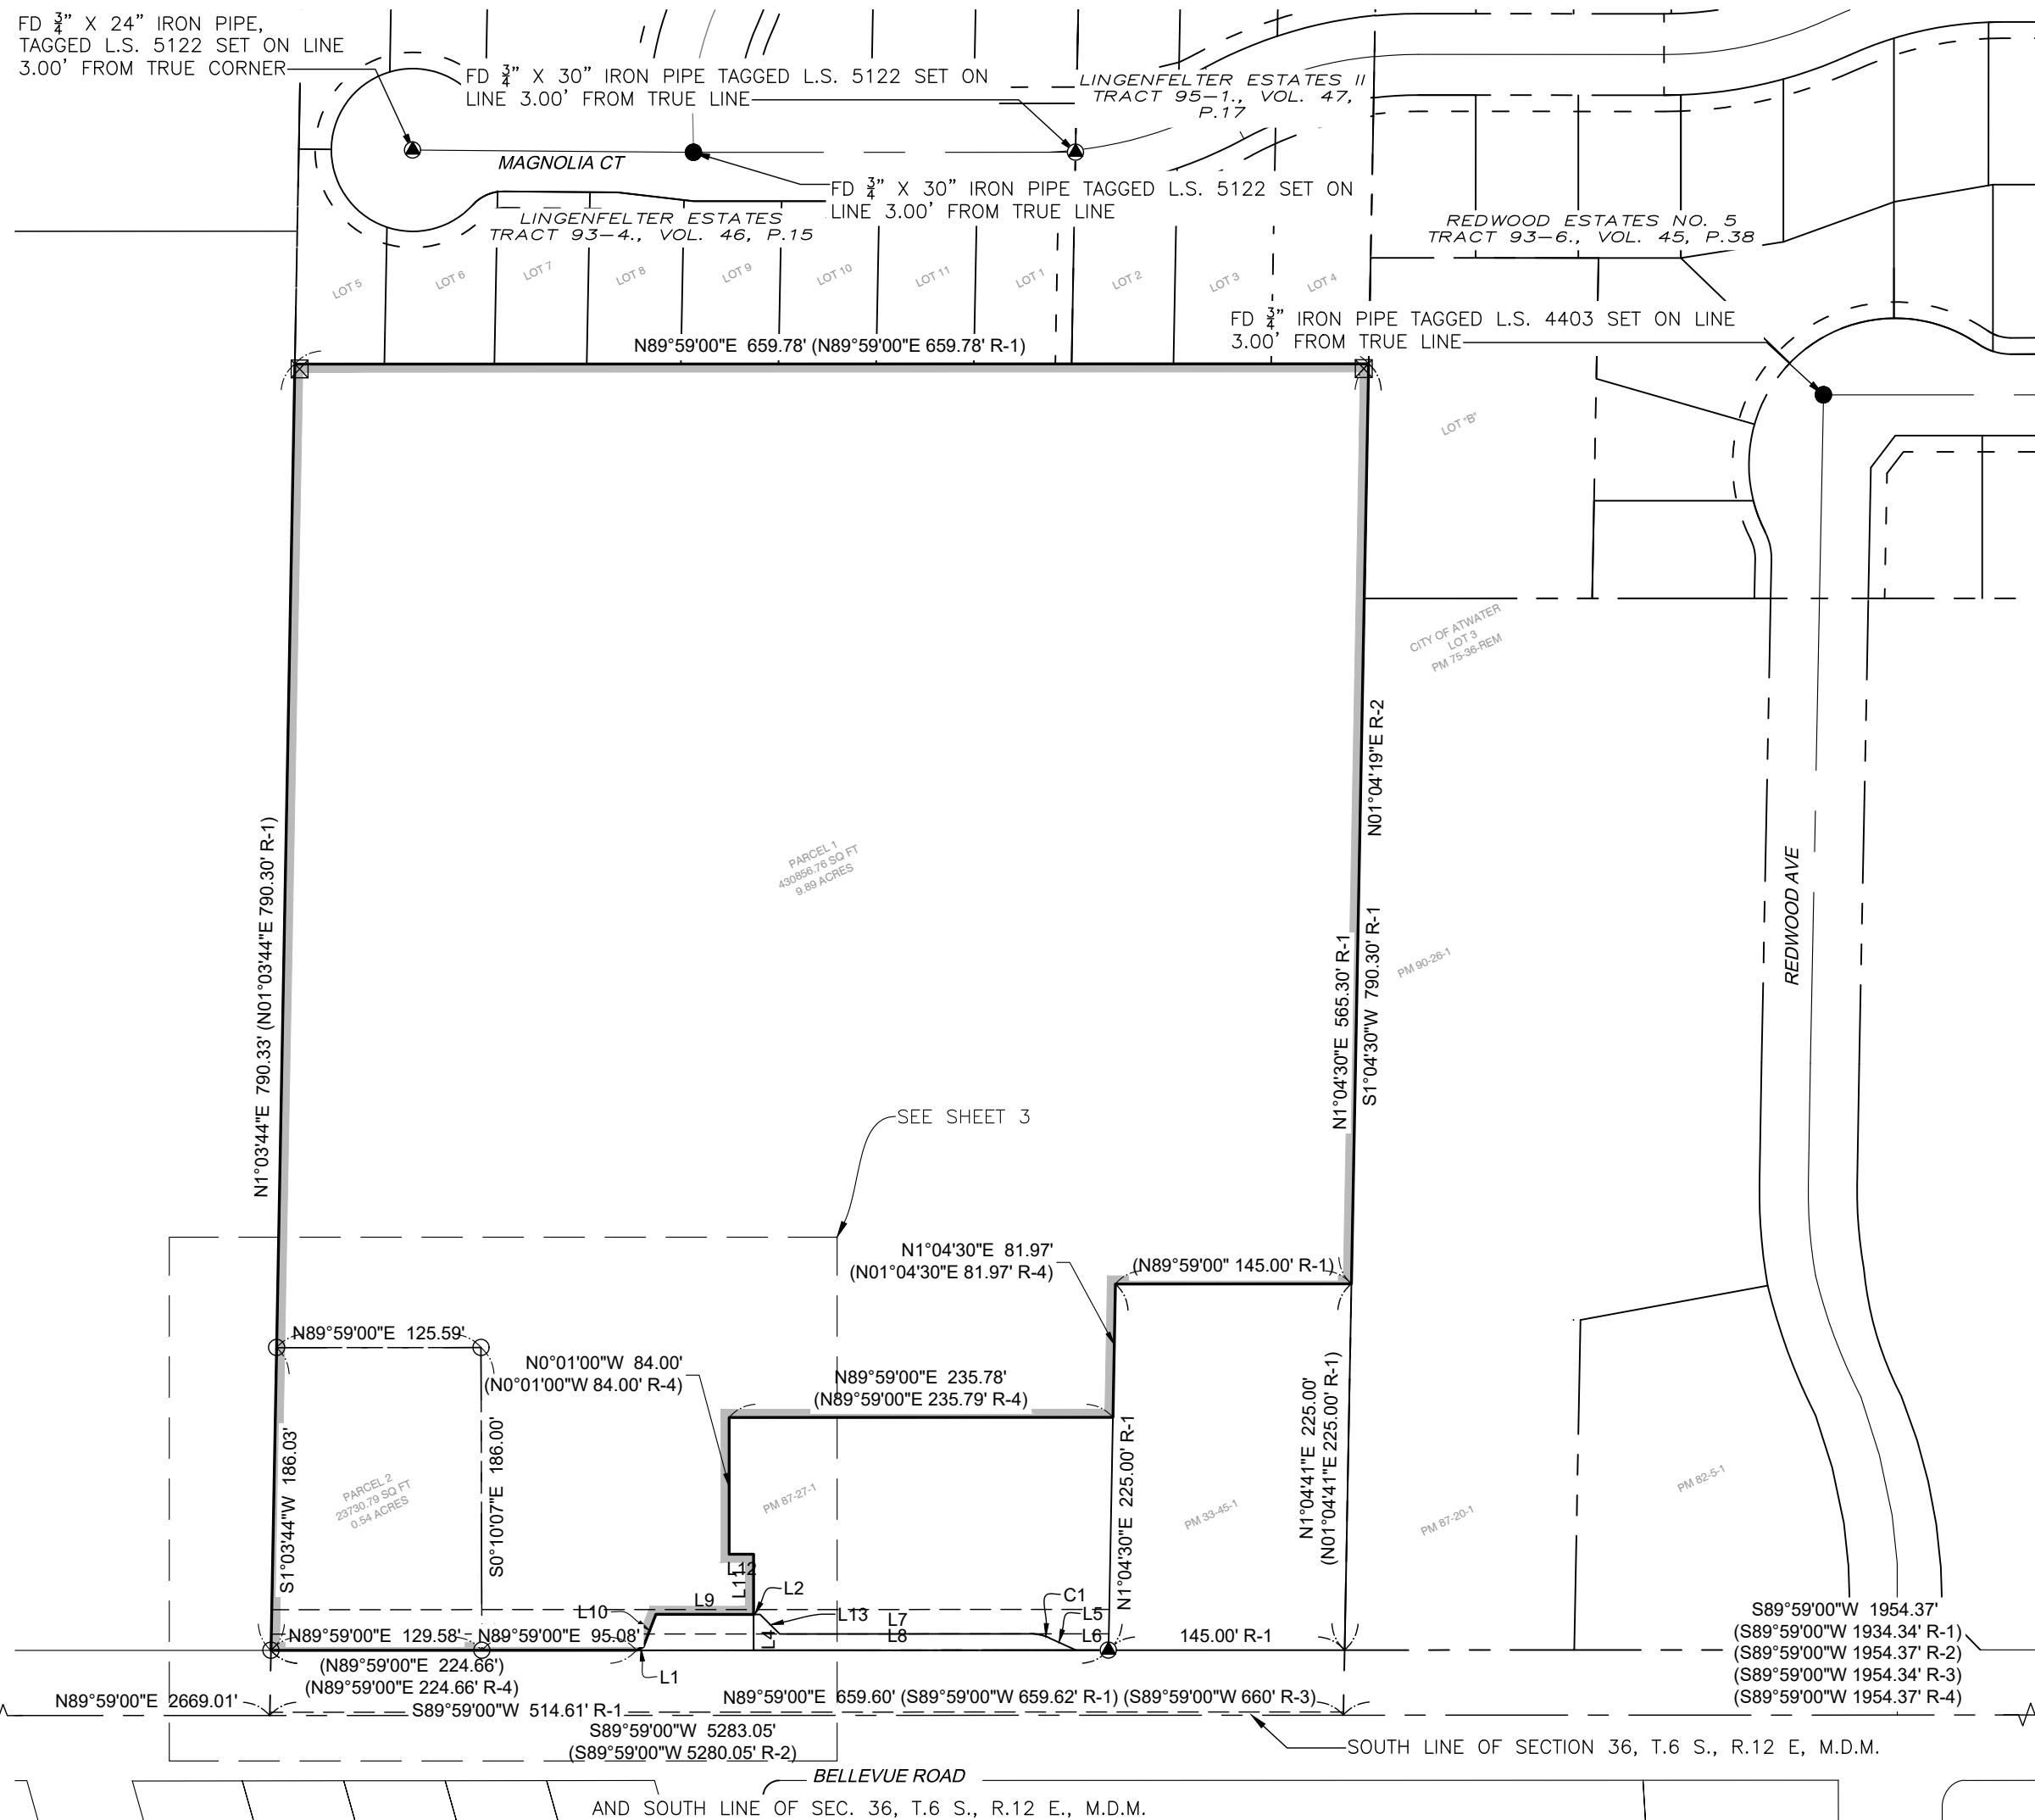 FD 3/4” X 24” IRON PIPE,
TAGGED L.S. 5122 SET ON LINE
3.00’ FROM TRUE CORNER
FD 3/4” X 30” IRON PIPE TAGGED L.S. 5122 SET ON
LINE 3.00’ FROM TRUE LINE
LINGENFELTER ESTATES II
TRACT 95-1., VOL. 47,
P.17
MAGNOLIA CT
FD 3/4” X 30” IRON PIPE TAGGED L.S. 5122 SET ON
LINE 3.00’ FROM TRUE LINE
LINGENFELTER ESTATES
TRACT 93-4., VOL. 46, P.15
REDWOOD ESTATES NO. 5
TRACT 93-6., VOL. 45, P.38
LOT 5
LOT 6
LOT 7
LOT 8
LOT 9
LOT 10
LOT 11
LOT 1
LOT 2
LOT 3
LOT 4
FD 3/4” IRON PIPE TAGGED L.S. 4403 SET ON LINE
3.00’ FROM TRUE LINE
N89°59'00"E 659.78' (N89°59'00"E 659.78' R-1)
LOT "B"
CITY OF ATWATER
LOT 3
PM 75-36-REM
N01°04'19"E R-2
PARCEL 1
430856.76 SQ FT
9.89 ACRES
REDWOOD AVE
N1°03'44"E 790.33' (N01°03'44"E 790.30' R-1)
N1°04'30"E 565.30' R-1
S1°04'30"W 790.30' R-1
PM 90-26-1
SEE SHEET 3
N1°04'30"E 81.97'
(N01°04'30"E 81.97' R-4)
(N89°59'00" 145.00' R-1)
N89°59'00"E 125.59'
N0°01'00"W 84.00'
(N0°01'00"W 84.00' R-4)
N89°59'00"E 235.78'
(N89°59'00"E 235.79' R-4)
S1°03'44"W 186.03'
PARCEL 2
23730.79 SQ FT
0.54 ACRES
S0°10'07"E 186.00'
PM 87-27-1
N1°04'30"E 225.00' R-1
PM 33-45-1
N1°04'41"E 225.00'
(N01°04'41"E 225.00' R-1)
PM 87-20-1
PM 82-5-1
L12
L11
L2
L9
L10
L13
L7
C1
L5
L4
L8
L6
L1
N89°59'00"E 129.58'
N89°59'00"E 95.08'
145.00' R-1
(N89°59'00"E 224.66')
(N89°59'00"E 224.66' R-4)
S89°59'00"W 1954.37'
(S89°59'00"W 1934.34' R-1)
(S89°59'00"W 1954.37' R-2)
(S89°59'00"W 1954.34' R-3)
(S89°59'00"W 1954.37' R-4)
N89°59'00"E 2669.01'
S89°59'00"W 514.61' R-1
N89°59'00"E 659.60' (S89°59'00"W 659.62' R-1) (S89°59'00"W 660' R-3)
S89°59'00"W 5283.05'
(S89°59'00"W 5280.05' R-2)
SOUTH LINE OF SECTION 36, T.6 S., R.12 E, M.D.M.
BELLEVUE ROAD
AND SOUTH LINE OF SEC. 36, T.6 S., R.12 E., M.D.M.